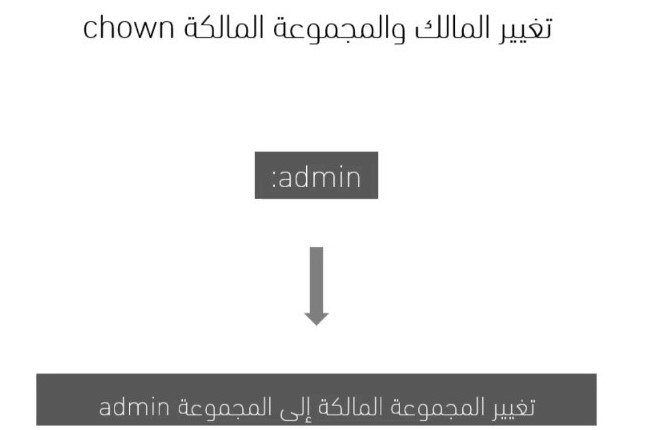 تغيير المالك والمجموعة المالكة chown
:admin
تغيير المجموعة المالكة إلى المجموعة admin